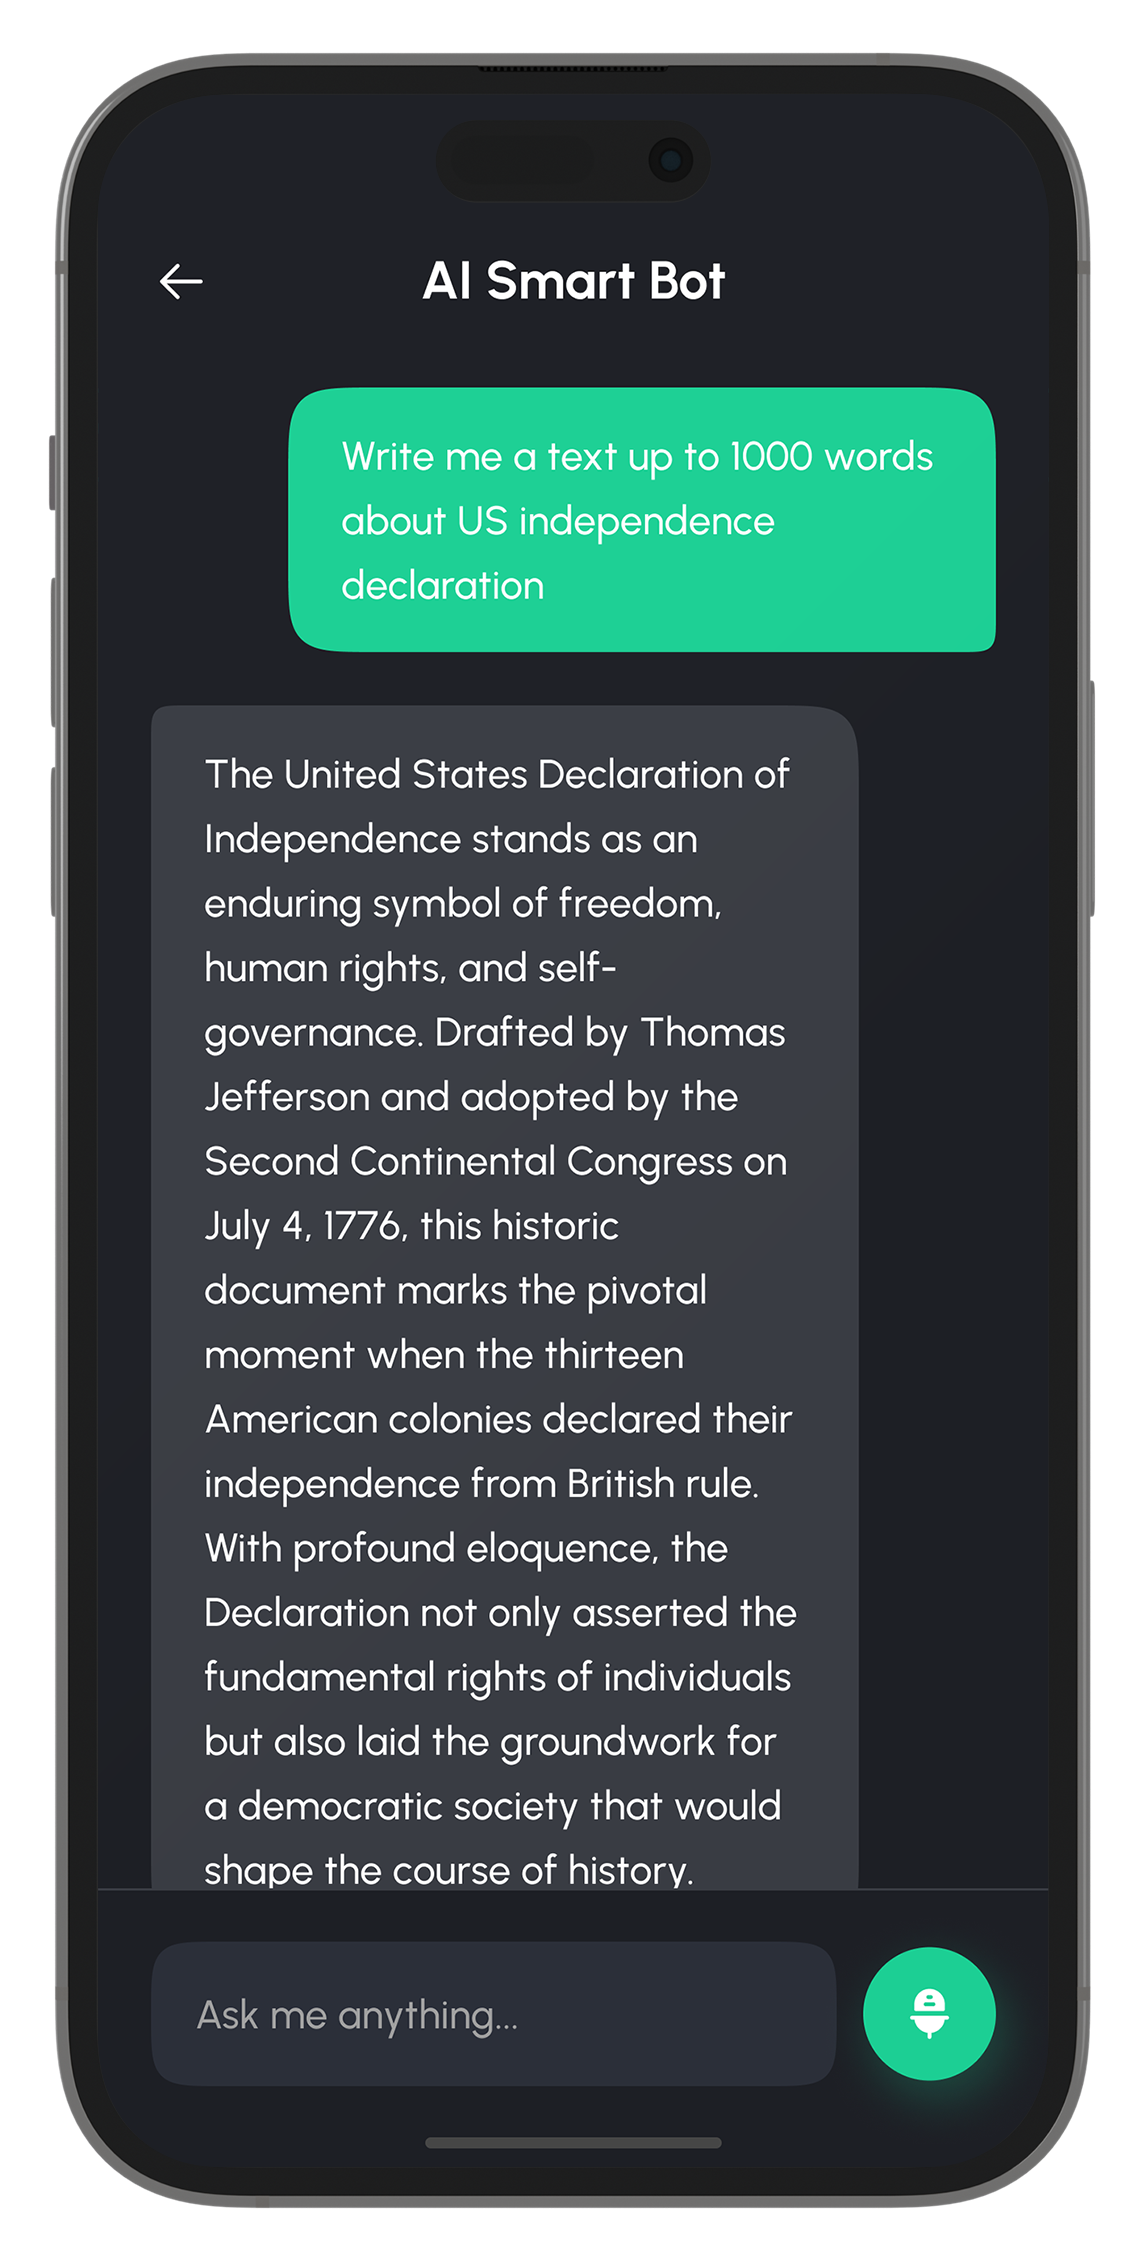 AI Smart Bot
Write me a text up to 1000 words
about US independence
declaration
The United States Declaration of
Independence stands as an
enduring symbol of freedom,
human rights, and self-
governance. Drafted by Thomas
Jefferson and adopted by the
Second Continental Congress on
July 4, 1776, this historic
document marks the pivotal
moment when the thirteen
American colonies declared their
independence from British rule.
With profound eloquence, the
Declaration not only asserted the
fundamental rights of individuals
but also laid the groundwork for
a democratic society that would
shape the course of history.
Ask me anything...